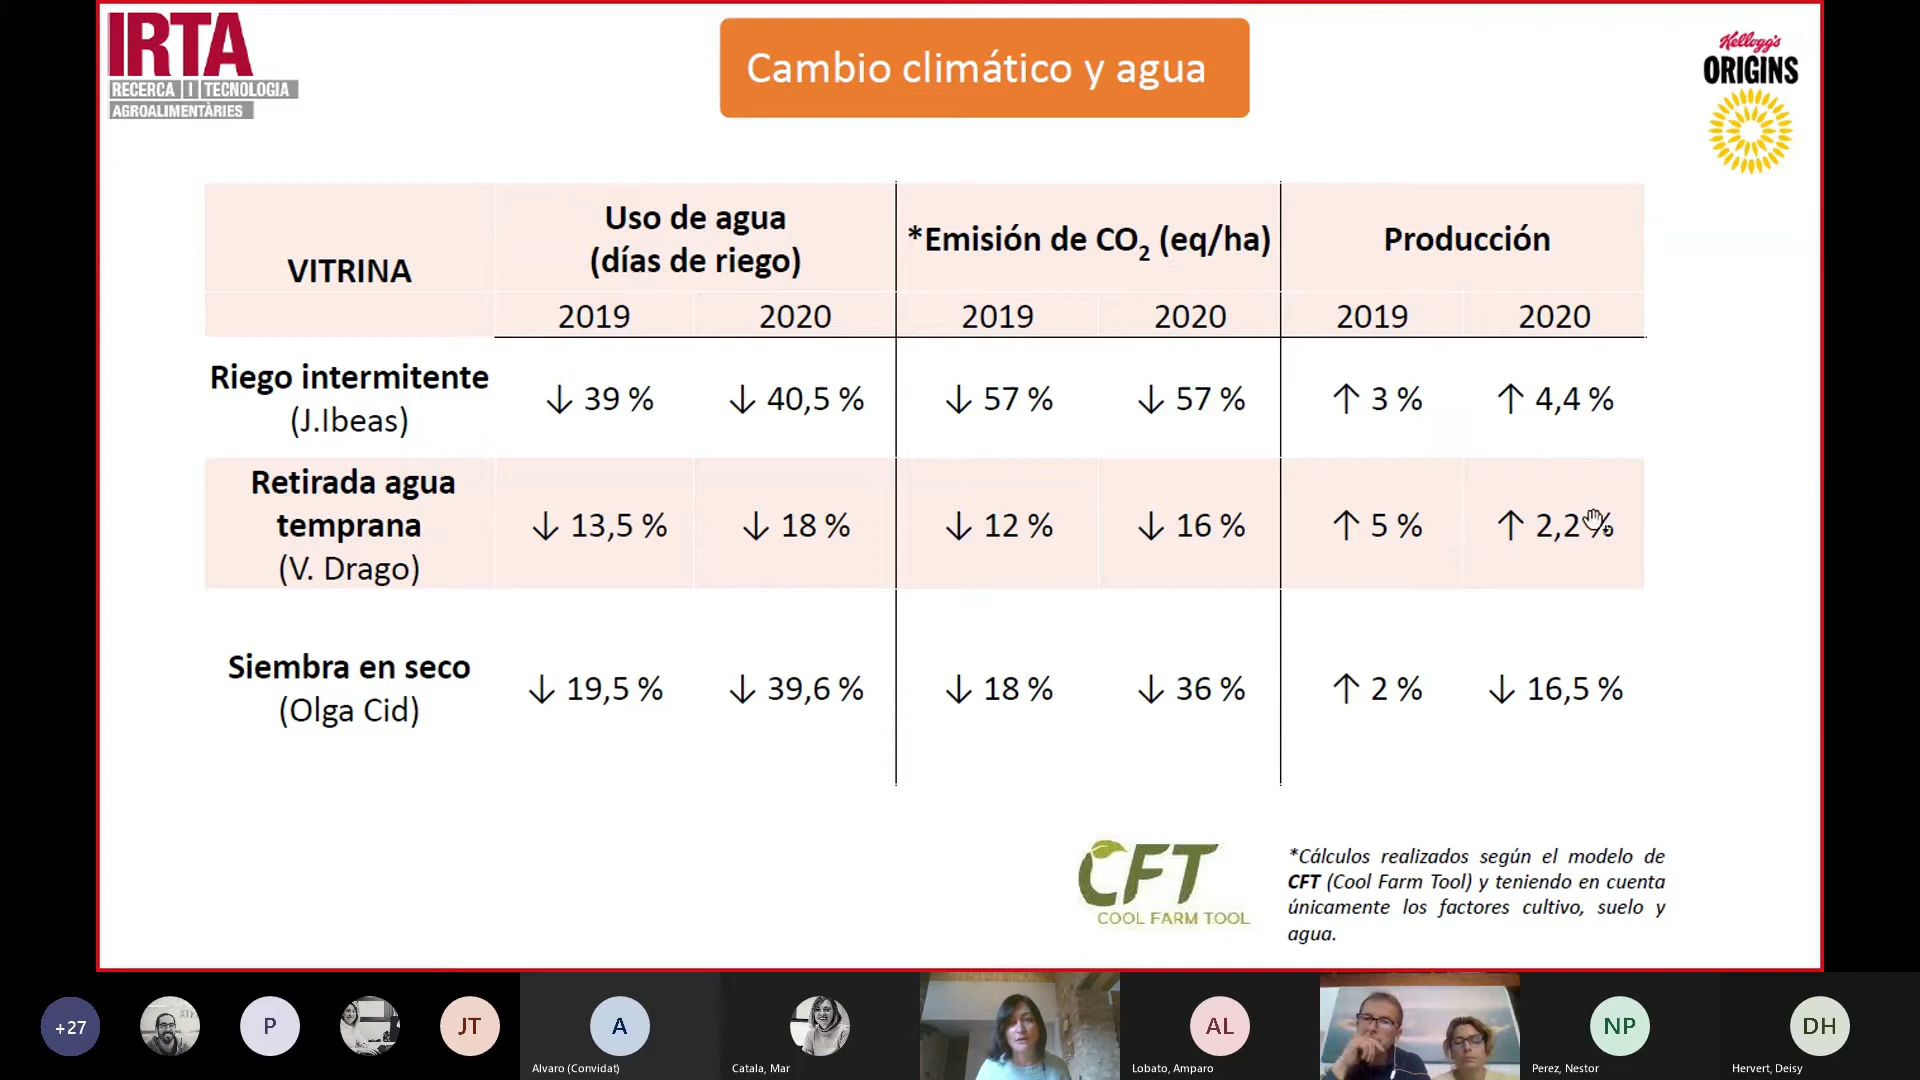 IRTA
RECERCA I TECNOLOGIA
AGROALIMENTÀRIES
Cambio climático y agua
Kellogg's
ORIGINS
VITRINA
Uso de agua
(días de riego)
*Emisión de CO2 (eq/ha)
Producción
2019 2020 2019 2020 2019 2020
Riego intermitente
(J.Ibeas)
↓ 39 % ↓ 40,5 % ↓ 57 % ↓ 57 % ↑ 3 % ↑ 4,4 %
Retirada agua
temprana
(V. Drago)
↓ 13,5 % ↓ 18 % ↓ 12 % ↓ 16 % ↑ 5 % ↑ 2,2 %
Siembra en seco
(Olga Cid)
↓ 19,5 % ↓ 39,6 % ↓ 18 % ↓ 36 % ↑ 2 % ↓ 16,5 %
CFT
COOL FARM TOOL
*Cálculos realizados según el modelo de
CFT (Cool Farm Tool) y teniendo en cuenta
únicamente los factores cultivo, suelo y
agua.
+27 P JT A AL NP DH
Alvaro (Convidat) Catala, Mar Lobato, Amparo Perez, Nestor Hervert, Deisy